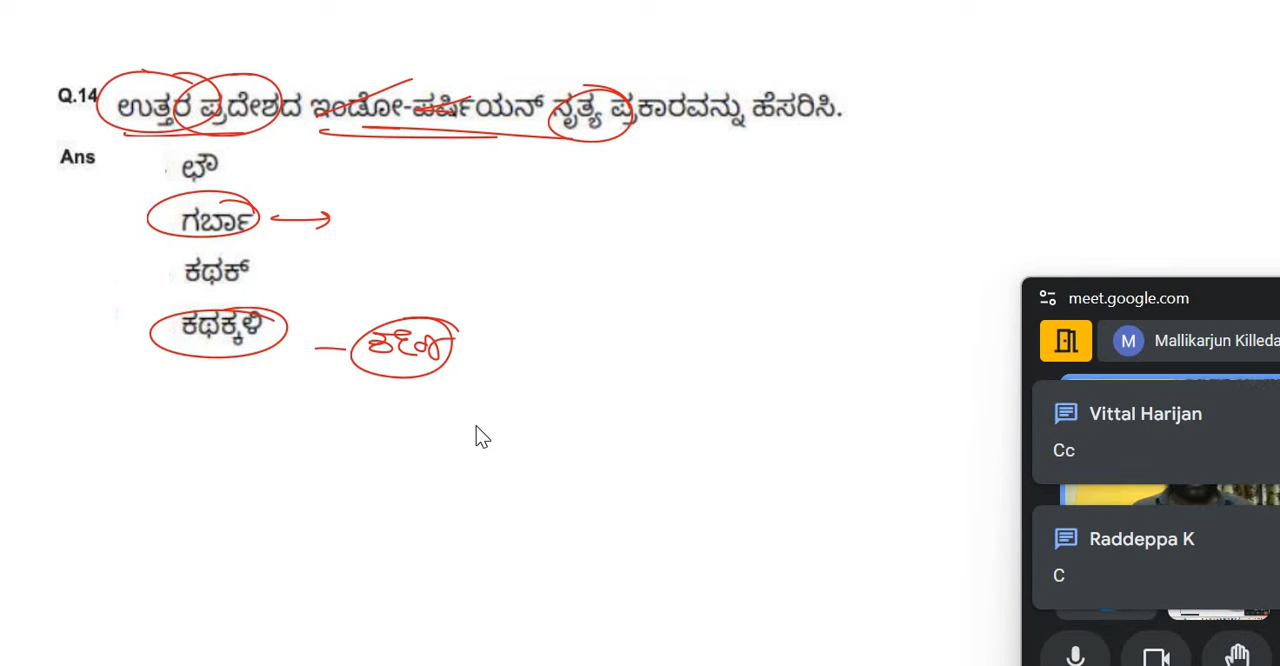 Q.14 ಉತ್ತರ ಪ್ರದೇಶದ ಇಂಡೋ-ಪರ್ಷಿಯನ್ ನೃತ್ಯ ಪ್ರಕಾರವನ್ನು ಹೆಸರಿಸಿ.
Ans
ಛೌ
ಗರ್ಬಾ
ಕಥಕ್
ಕಥಕ್ಕಳಿ
meet.google.com
M Mallikarjun Killeda
Vittal Harijan
Cc
Raddeppa K
C